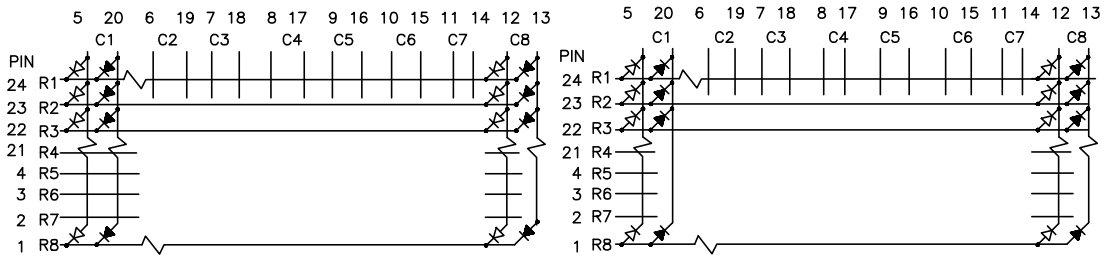 5 20 6 19 7 18 8 17 9 16 10 15 11 14 12 13
C1 C2 C3 C4 C5 C6 C7 C8
PIN
24 R1
23 R2
22 R3
21 R4
4 R5
3 R6
2 R7
1 R8
5 20 6 19 7 18 8 17 9 16 10 15 11 14 12 13
C1 C2 C3 C4 C5 C6 C7 C8
PIN
24 R1
23 R2
22 R3
21 R4
4 R5
3 R6
2 R7
1 R8